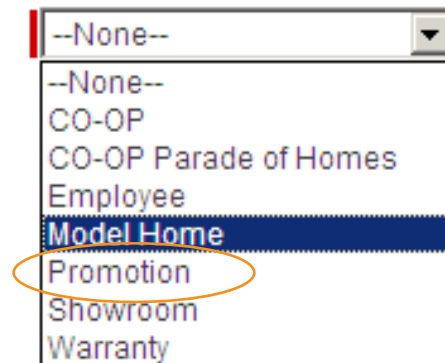 --None--
--None--
CO-OP
CO-OP Parade of Homes
Employee
Model Home
Promotion
Showroom
Warranty